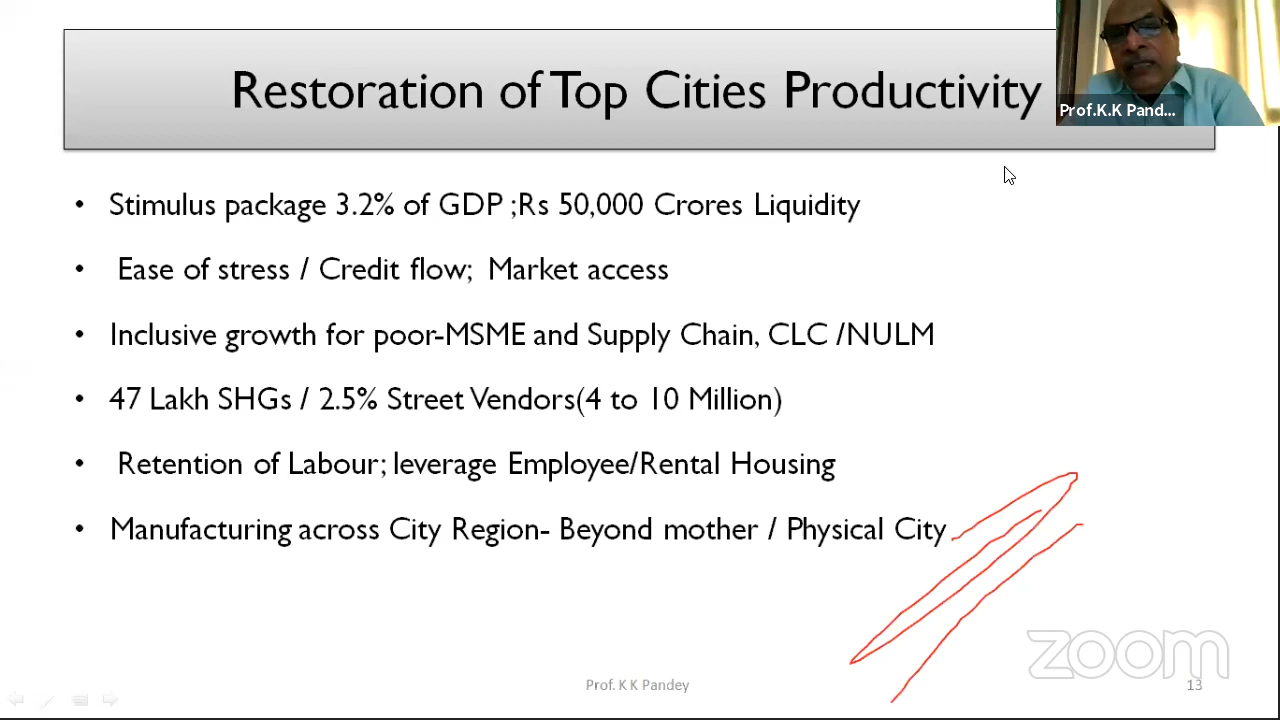 Restoration of Top Cities Productivity
Prof.K.K Pand...
• Stimulus package 3.2% of GDP ;Rs 50,000 Crores Liquidity
• Ease of stress / Credit flow; Market access
• Inclusive growth for poor-MSME and Supply Chain, CLC /NULM
• 47 Lakh SHGs / 2.5% Street Vendors(4 to 10 Million)
• Retention of Labour; leverage Employee/Rental Housing
• Manufacturing across City Region- Beyond mother / Physical City
zoom
Prof. K K Pandey
13